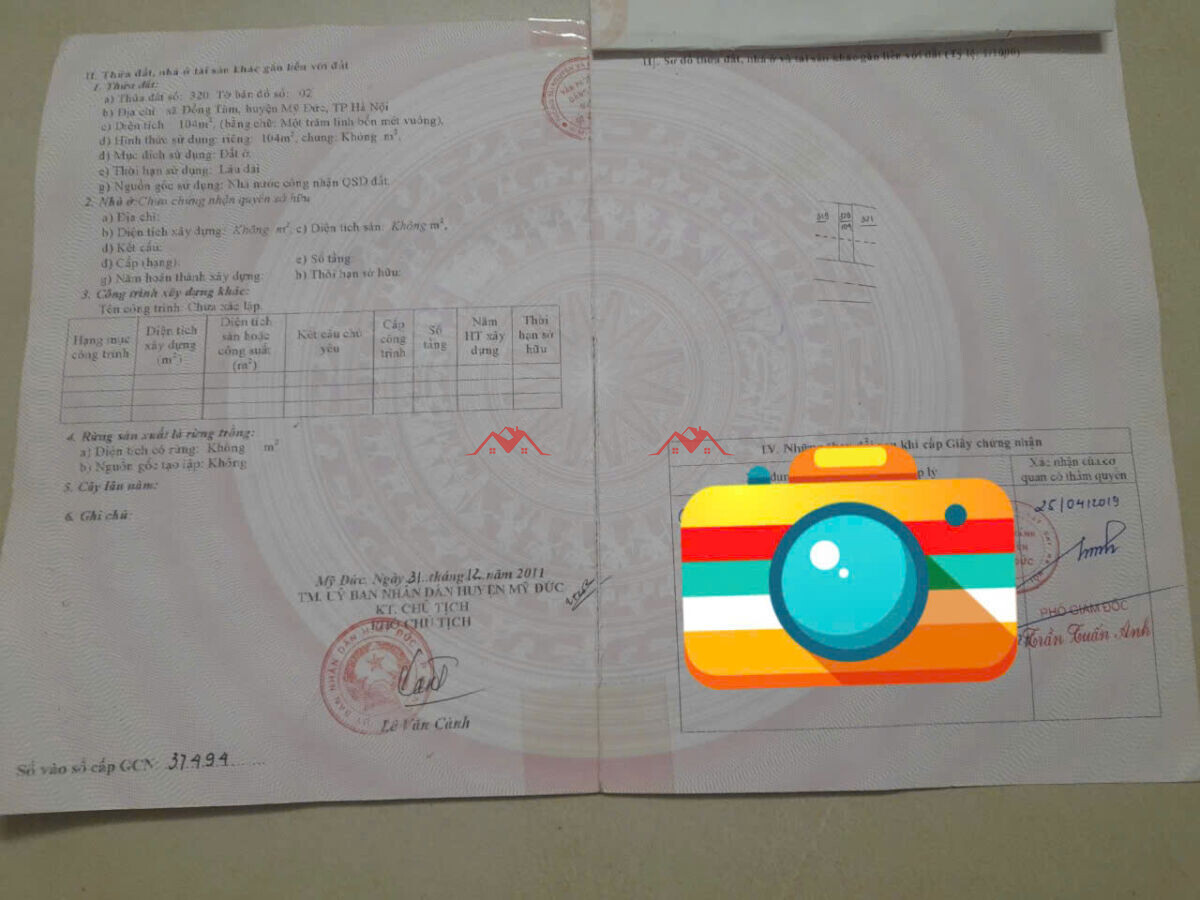 II. Thửa đất, nhà ở tài sản khác gắn liền với đất
1. Thửa đất:
a) Thửa đất số: 320 Tờ bản đồ số: 02
b) Địa chỉ xã Đồng Tâm, huyện Mỹ Đức, TP Hà Nội
c) Diện tích 104m², (bằng chữ: Một trăm linh bốn mét vuông),
d) Hình thức sử dụng: riêng: 104m², chung: Không m²,
đ) Mục đích sử dụng: Đất ở.
e) Thời hạn sử dụng: Lâu dài
g) Nguồn gốc sử dụng: Nhà nước công nhận QSD đất.
2. Nhà ở: Chưa chứng nhận quyền sở hữu
a) Địa chỉ:
b) Diện tích xây dựng: Không m², c) Diện tích sàn: Không m²,
d) Kết cấu:
đ) Cấp (hạng): e) Số tầng:
g) Năm hoàn thành xây dựng: h) Thời hạn sở hữu:
3. Công trình xây dựng khác:
Tên công trình: Chưa xác lập
Hạng mục công trình
Diện tích xây dựng (m²)
Diện tích sàn hoặc công suất (m²)
Kết cấu chủ yếu
Cấp công trình
Số tầng
Năm HT xây dựng
Thời hạn sở hữu
4. Rừng sản xuất là rừng trồng:
a) Diện tích có rừng: Không m²
b) Nguồn gốc tạo lập: Không
5. Cây lâu năm:
6. Ghi chú:
Mỹ Đức, Ngày 31 tháng 12 năm 2011
TM. UỶ BAN NHÂN DÂN HUYỆN MỸ ĐỨC
KT. CHỦ TỊCH
PHÓ CHỦ TỊCH
Lê Văn Cảnh
Số vào sổ cấp GCN: 37494
III. Sơ đồ thửa đất, nhà ở và tài sản khác gắn liền với đất (Tỷ lệ: 1/1000)
319 320 321
104
IV. Những thay đổi sau khi cấp Giấy chứng nhận
Xác nhận của cơ
quan có thẩm quyền
25/04/2019
PHÓ GIÁM ĐỐC
Trần Tuấn Anh